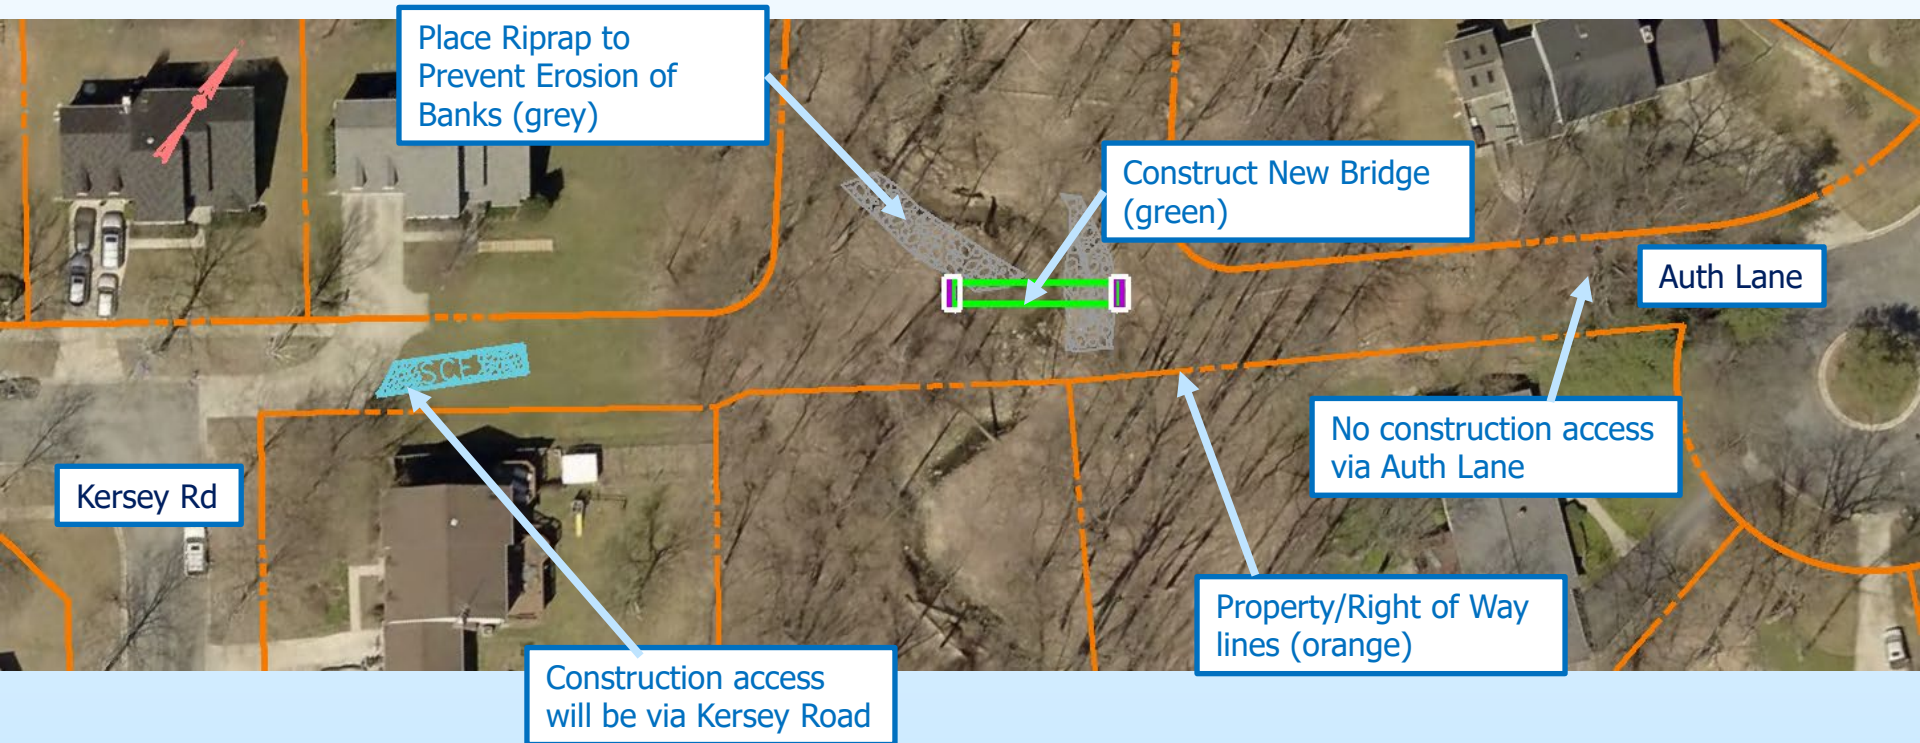 Place Riprap to
Prevent Erosion of
Banks (grey)
Construct New Bridge
(green)
Auth Lane
SCE
No construction access
via Auth Lane
Kersey Rd
Property/Right of Way
lines (orange)
Construction access
will be via Kersey Road